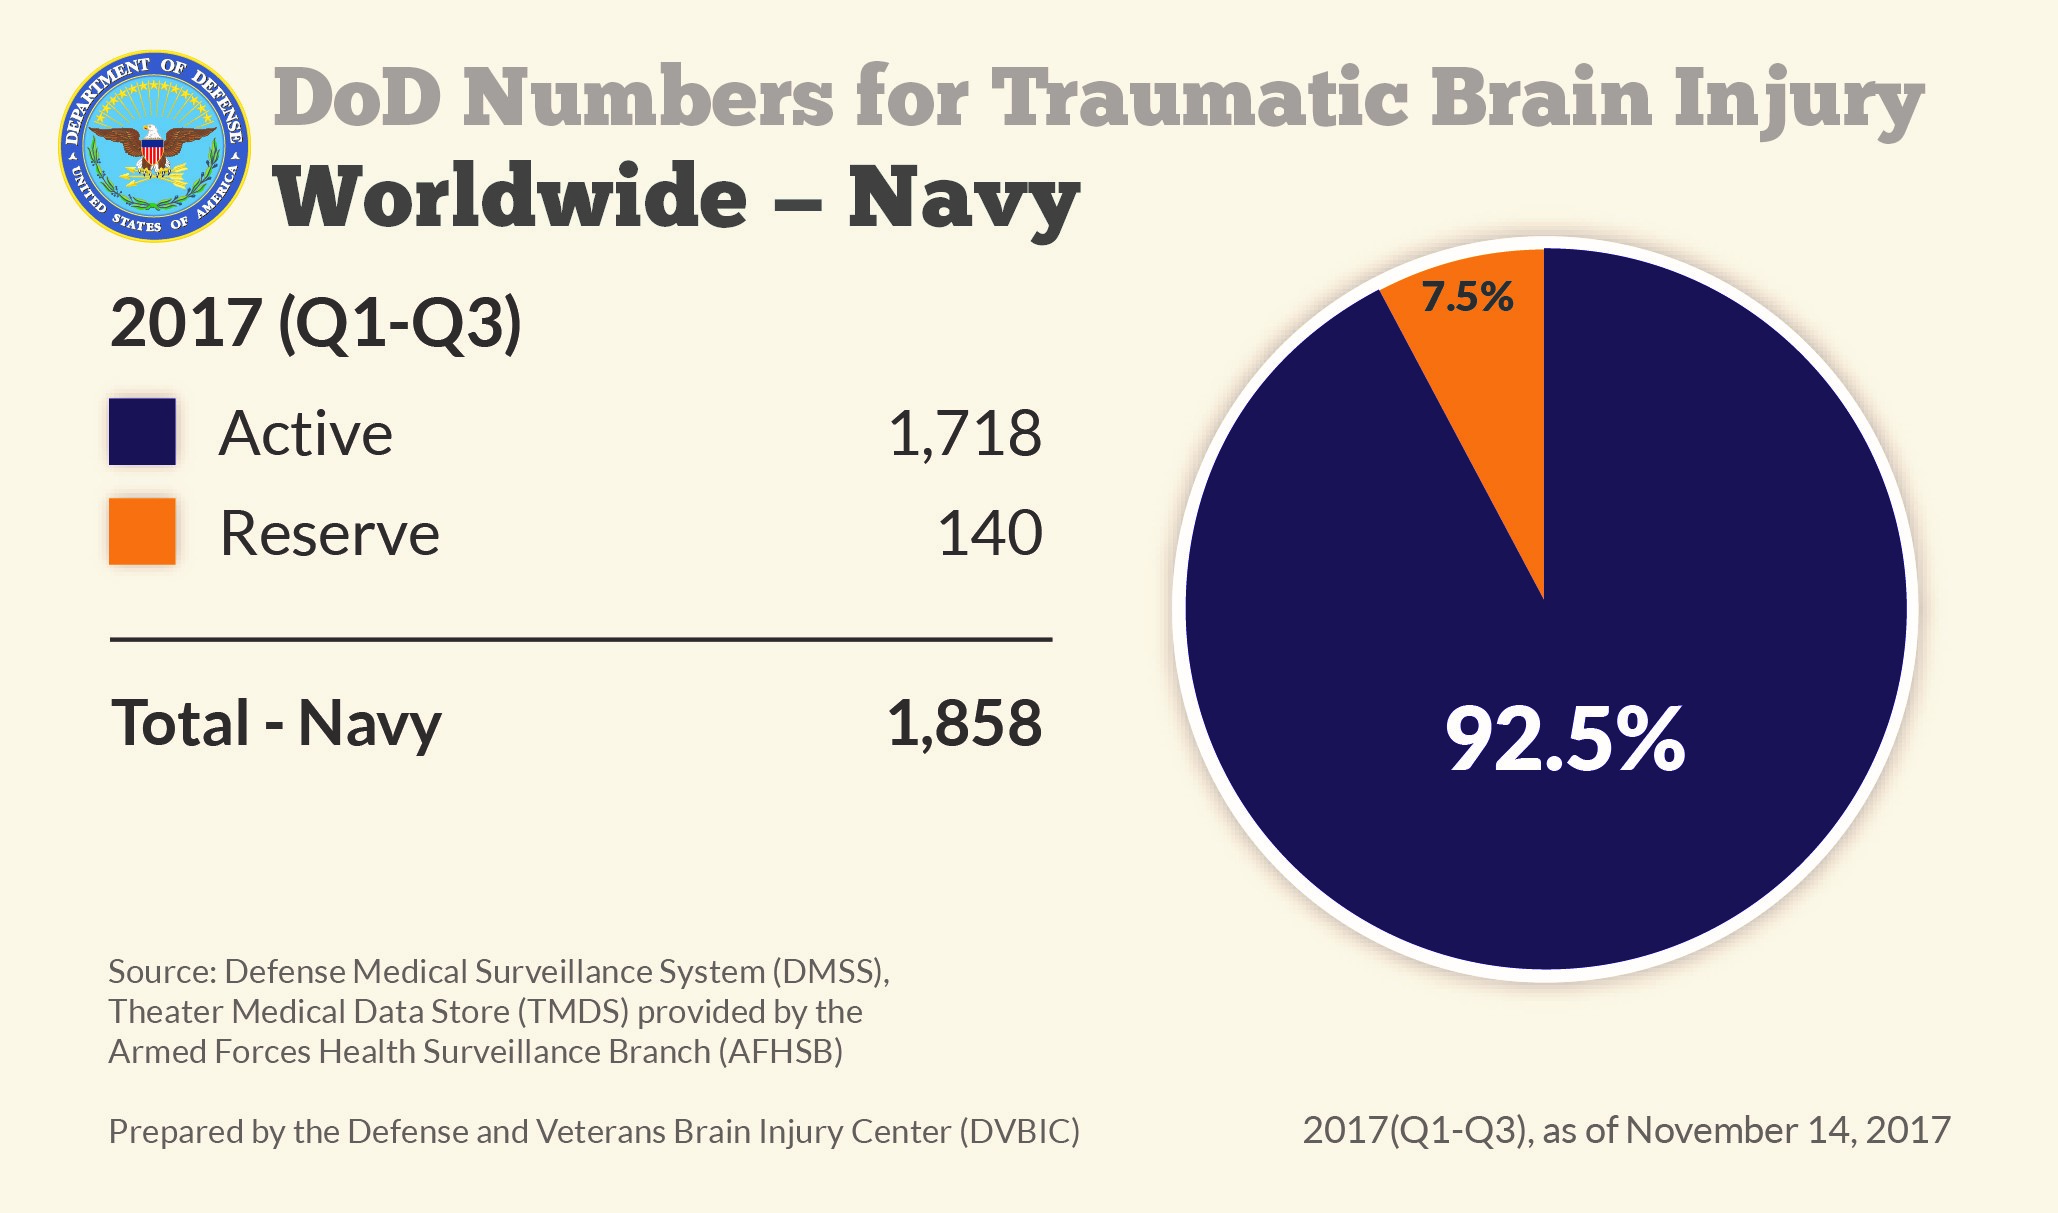 DEPARTMENT OF DEFENSE
UNITED STATES OF AMERICA
DoD Numbers for Traumatic Brain Injury
Worldwide – Navy
2017 (Q1-Q3)
Active 1,718
Reserve 140
Total - Navy 1,858
7.5%
92.5%
Source: Defense Medical Surveillance System (DMSS),
Theater Medical Data Store (TMDS) provided by the
Armed Forces Health Surveillance Branch (AFHSB)
Prepared by the Defense and Veterans Brain Injury Center (DVBIC)
2017(Q1-Q3), as of November 14, 2017